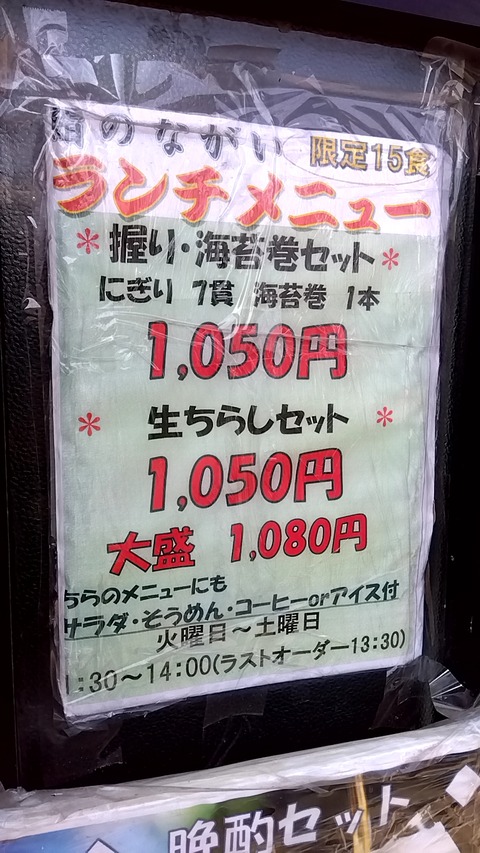 のながい
限定15食
ランチメニュー
* 握り・海苔巻セット *
にぎり 7貫 海苔巻 1本
1,050円
* 生ちらしセット *
1,050円
大盛 1,080円
ちらのメニューにも
サラダ・そうめん・コーヒーorアイス付
火曜日～土曜日
:30～14:00(ラストオーダー13:30)
晩酌セット